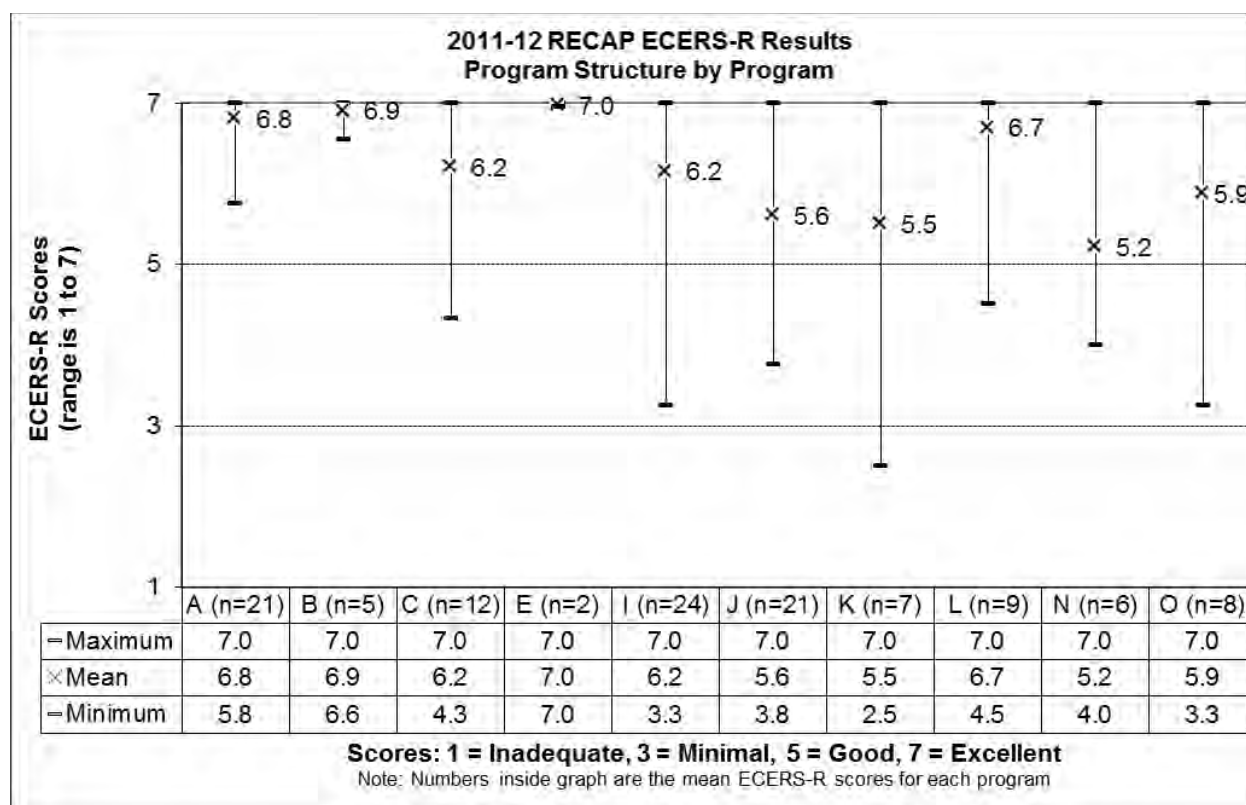 2011-12 RECAP ECERS-R Results
Program Structure by Program
ECERS-R Scores
(range is 1 to 7)
7
5
3
1
6.8
6.9
6.2
7.0
6.2
5.6
5.5
6.7
5.2
5.9
A (n=21) B (n=5) C (n=12) E (n=2) I (n=24) J (n=21) K (n=7) L (n=9) N (n=6) O (n=8)
Maximum 7.0 7.0 7.0 7.0 7.0 7.0 7.0 7.0 7.0 7.0
Mean 6.8 6.9 6.2 7.0 6.2 5.6 5.5 6.7 5.2 5.9
Minimum 5.8 6.6 4.3 7.0 3.3 3.8 2.5 4.5 4.0 3.3
Scores: 1 = Inadequate, 3 = Minimal, 5 = Good, 7 = Excellent
Note: Numbers inside graph are the mean ECERS-R scores for each program